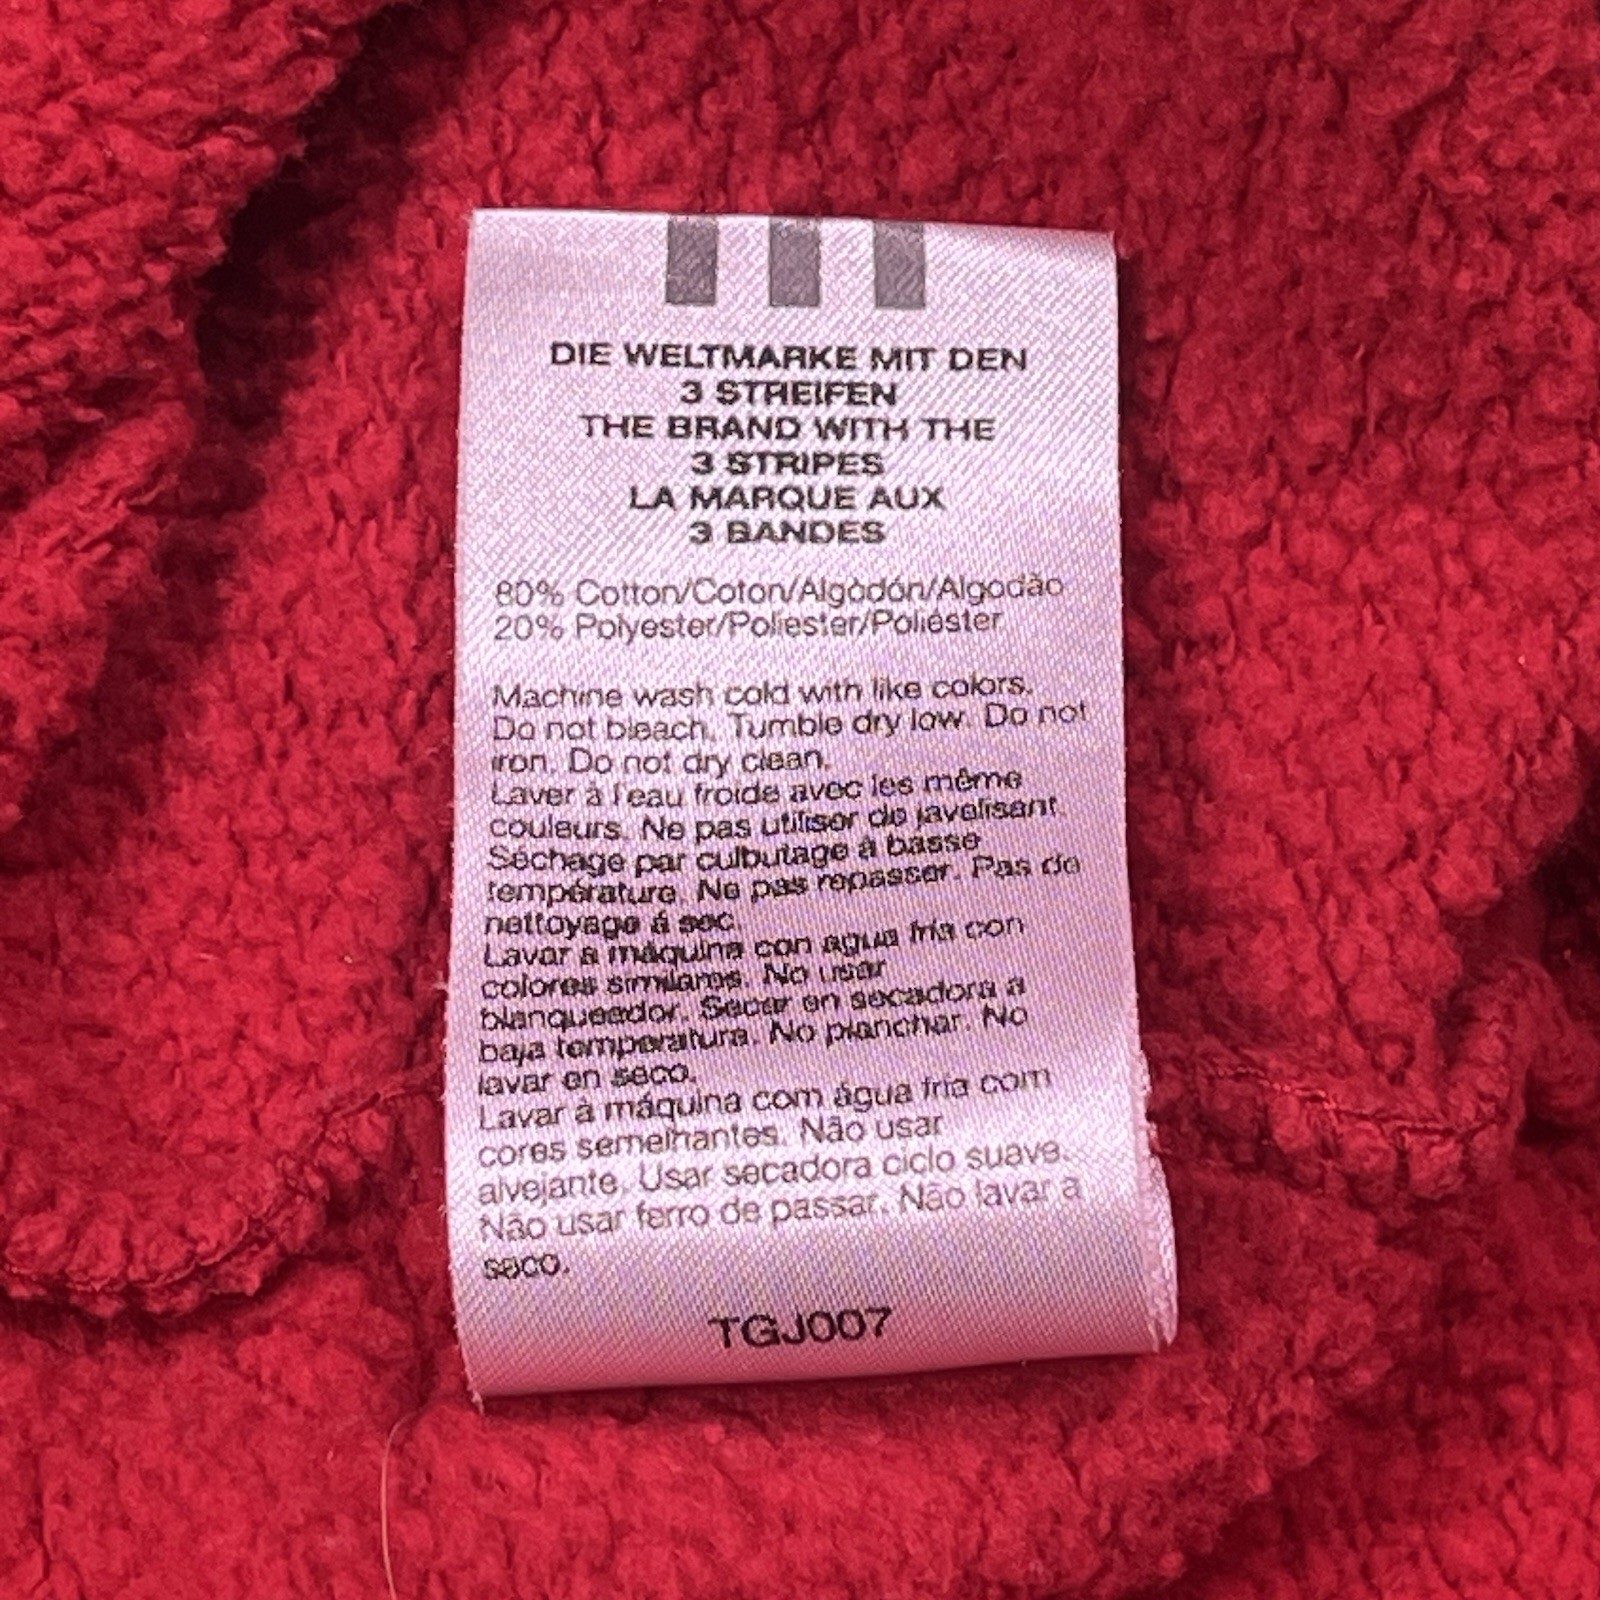 DIE WELTMARKE MIT DEN
3 STREIFEN
THE BRAND WITH THE
3 STRIPES
LA MARQUE AUX
3 BANDES
80% Cotton/Coton/Algodón/Algodão
20% Polyester/Poliester/Poliéster
Machine wash cold with like colors.
Do not bleach. Tumble dry low. Do not
iron. Do not dry clean.
Laver à l'eau froide avec les même
couleurs. Ne pas utiliser de javelisant.
Séchage par culbutage à basse
température. Ne pas repasser. Pas de
nettoyage á sec.
Lavar a máquina con agua fría con
colores similares. No usar
blanqueador. Secar en secadora a
baja temperatura. No planchar. No
lavar en seco.
Lavar à máquina com água fria com
cores semelhantes. Não usar
alvejante. Usar secadora ciclo suave.
Não usar ferro de passar. Não lavar a
seco.
TGJ007